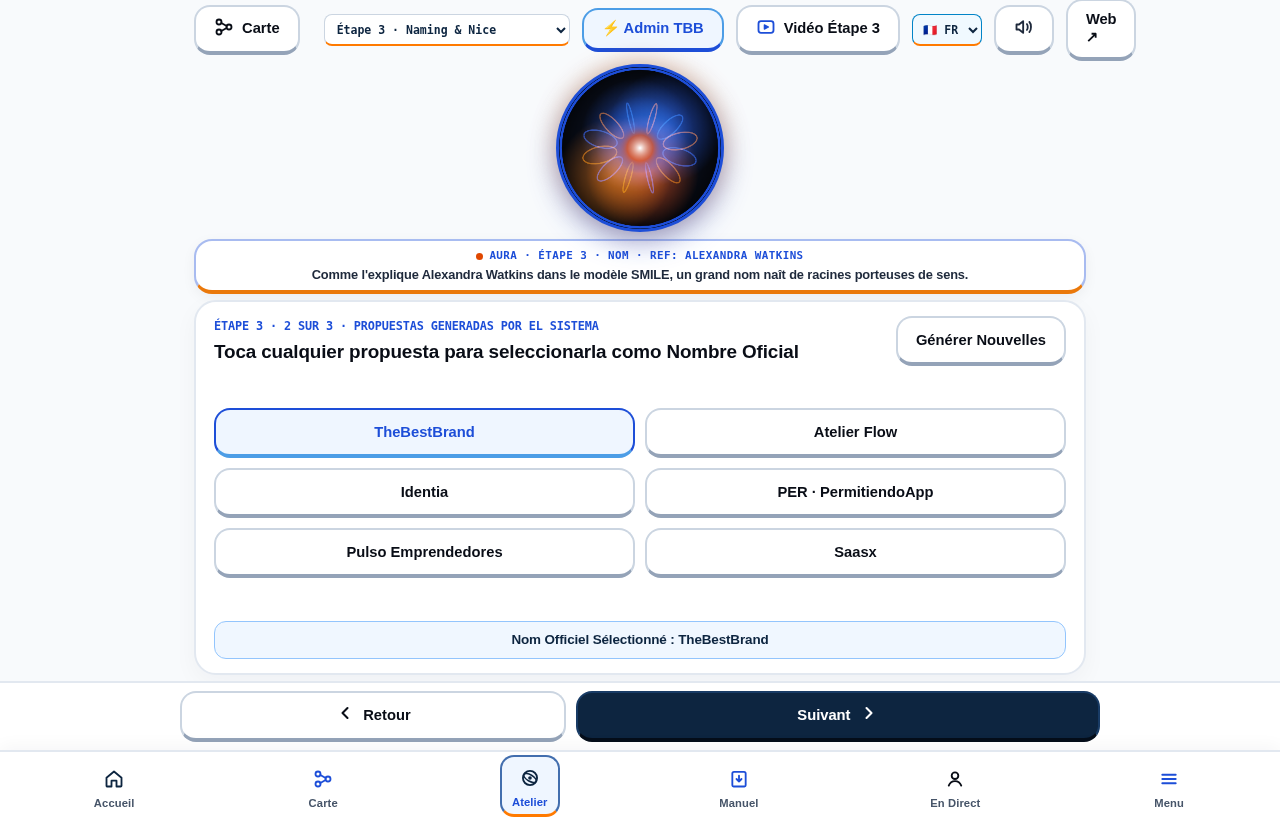 Carte
Étape 3 · Naming & Nice
⚡ Admin TBB
Vidéo Étape 3
🇫🇷 FR
Web ↗
AURA · ÉTAPE 3 · NOM · REF: ALEXANDRA WATKINS
Comme l'explique Alexandra Watkins dans le modèle SMILE, un grand nom naît de racines porteuses de sens.
ÉTAPE 3 · 2 SUR 3 · PROPUESTAS GENERADAS POR EL SISTEMA
Toca cualquier propuesta para seleccionarla como Nombre Oficial
Générer Nouvelles
TheBestBrand
Atelier Flow
Identia
PER · PermitiendoApp
Pulso Emprendedores
Saasx
Nom Officiel Sélectionné : TheBestBrand
Retour
Suivant
Accueil
Carte
Atelier
Manuel
En Direct
Menu